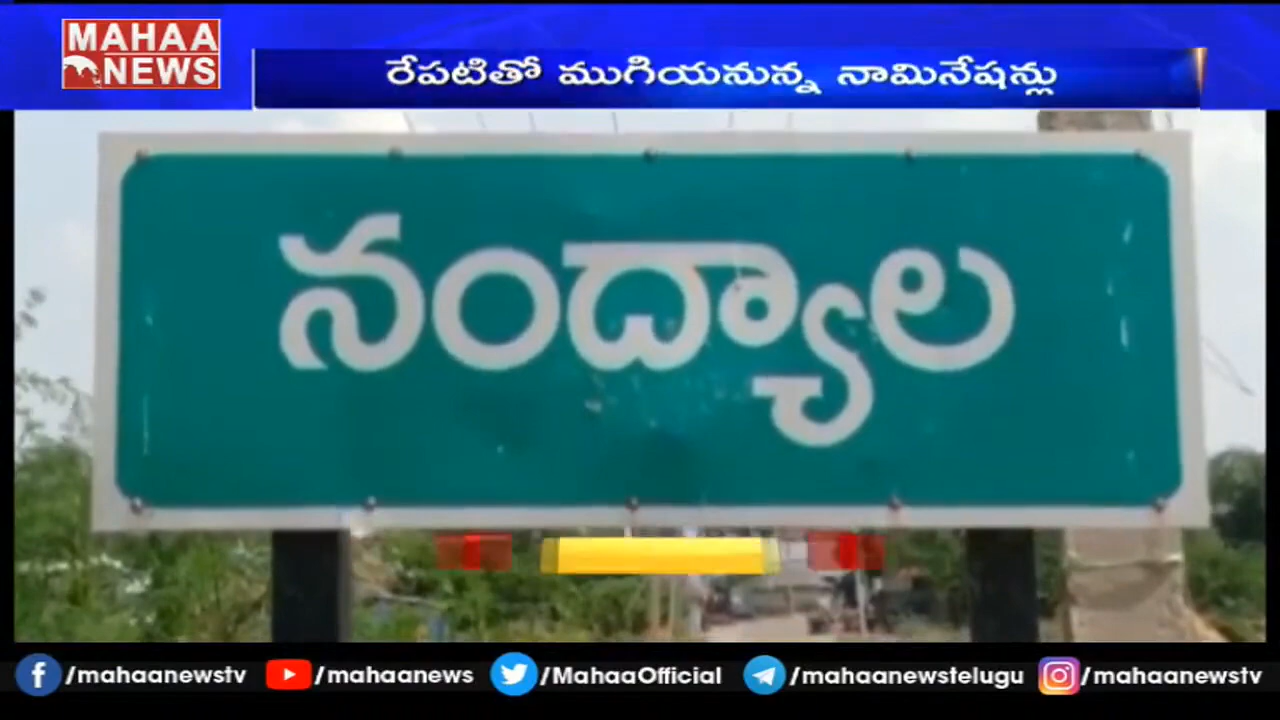 MAHAA
NEWS
రేపటితో ముగియనున్న నామినేషన్లు
నంద్యాల
/mahaanewstv /mahaanews /MahaaOfficial /mahaanewstelugu /mahaanewstv